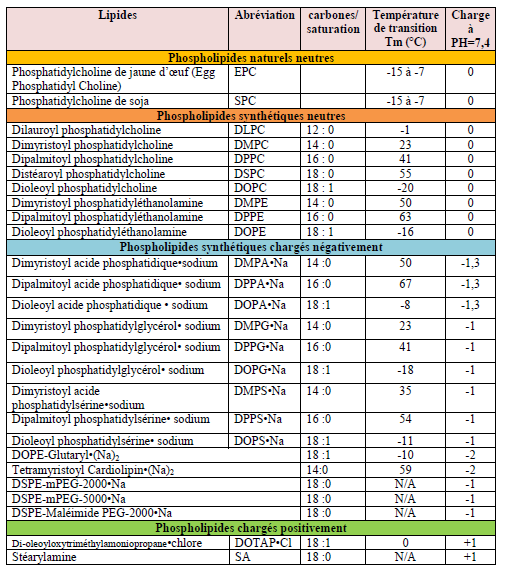 Lipides Abréviation carbones/ saturation Température de transition Tm (°C) Charge à PH=7,4
Phospholipides naturels neutres
Phosphatidylcholine de jaune d'œuf (Egg Phosphatidyl Choline) EPC -15 à -7 0
Phosphatidylcholine de soja SPC -15 à -7 0
Phospholipides synthétiques neutres
Dilauroyl phosphatidylcholine DLPC 12 : 0 -1 0
Dimyristoyl phosphatidylcholine DMPC 14 : 0 23 0
Dipalmitoyl phosphatidylcholine DPPC 16 : 0 41 0
Distéaroyl phosphatidylcholine DSPC 18 : 0 55 0
Dioleoyl phosphatidylcholine DOPC 18 : 1 -20 0
Dimyristoyl phosphatidyléthanolamine DMPE 14 : 0 50 0
Dipalmitoyl phosphatidyléthanolamine DPPE 16 : 0 63 0
Dioleoyl phosphatidyléthanolamine DOPE 18 : 1 -16 0
Phospholipides synthétiques chargés négativement
Dimyristoyl acide phosphatidique•sodium DMPA•Na 14 :0 50 -1,3
Dipalmitoyl acide phosphatidique•sodium DPPA•Na 16 :0 67 -1,3
Dioleoyl acide phosphatidique • sodium DOPA•Na 18 :1 -8 -1,3
Dimyristoyl phosphatidylglycérol• sodium DMPG•Na 14 :0 23 -1
Dipalmitoyl phosphatidylglycérol• sodium DPPG•Na 16 :0 41 -1
Dioleoyl phosphatidylglycérol• sodium DOPG•Na 18 :1 -18 -1
Dimyristoyl acide phosphatidylsérine•sodium DMPS•Na 14 :0 35 -1
Dipalmitoyl phosphatidylsérine• sodium DPPS•Na 16 :0 54 -1
Dioleoyl phosphatidylsérine• sodium DOPS•Na 18 :1 -11 -1
DOPE-Glutaryl•(Na)₂ 18 :1 -10 -2
Tetramyristoyl Cardiolipin•(Na)₂ 14:0 59 -2
DSPE-mPEG-2000•Na 18 :0 N/A -1
DSPE-mPEG-5000•Na 18 :0 N/A -1
DSPE-Maléimide PEG-2000•Na 18 :0 N/A -1
Phospholipides chargés positivement
Di-oleoyloxytriméthylamoniopropane•chlore DOTAP•Cl 18 :1 0 +1
Stéarylamine SA 18 :0 N/A +1